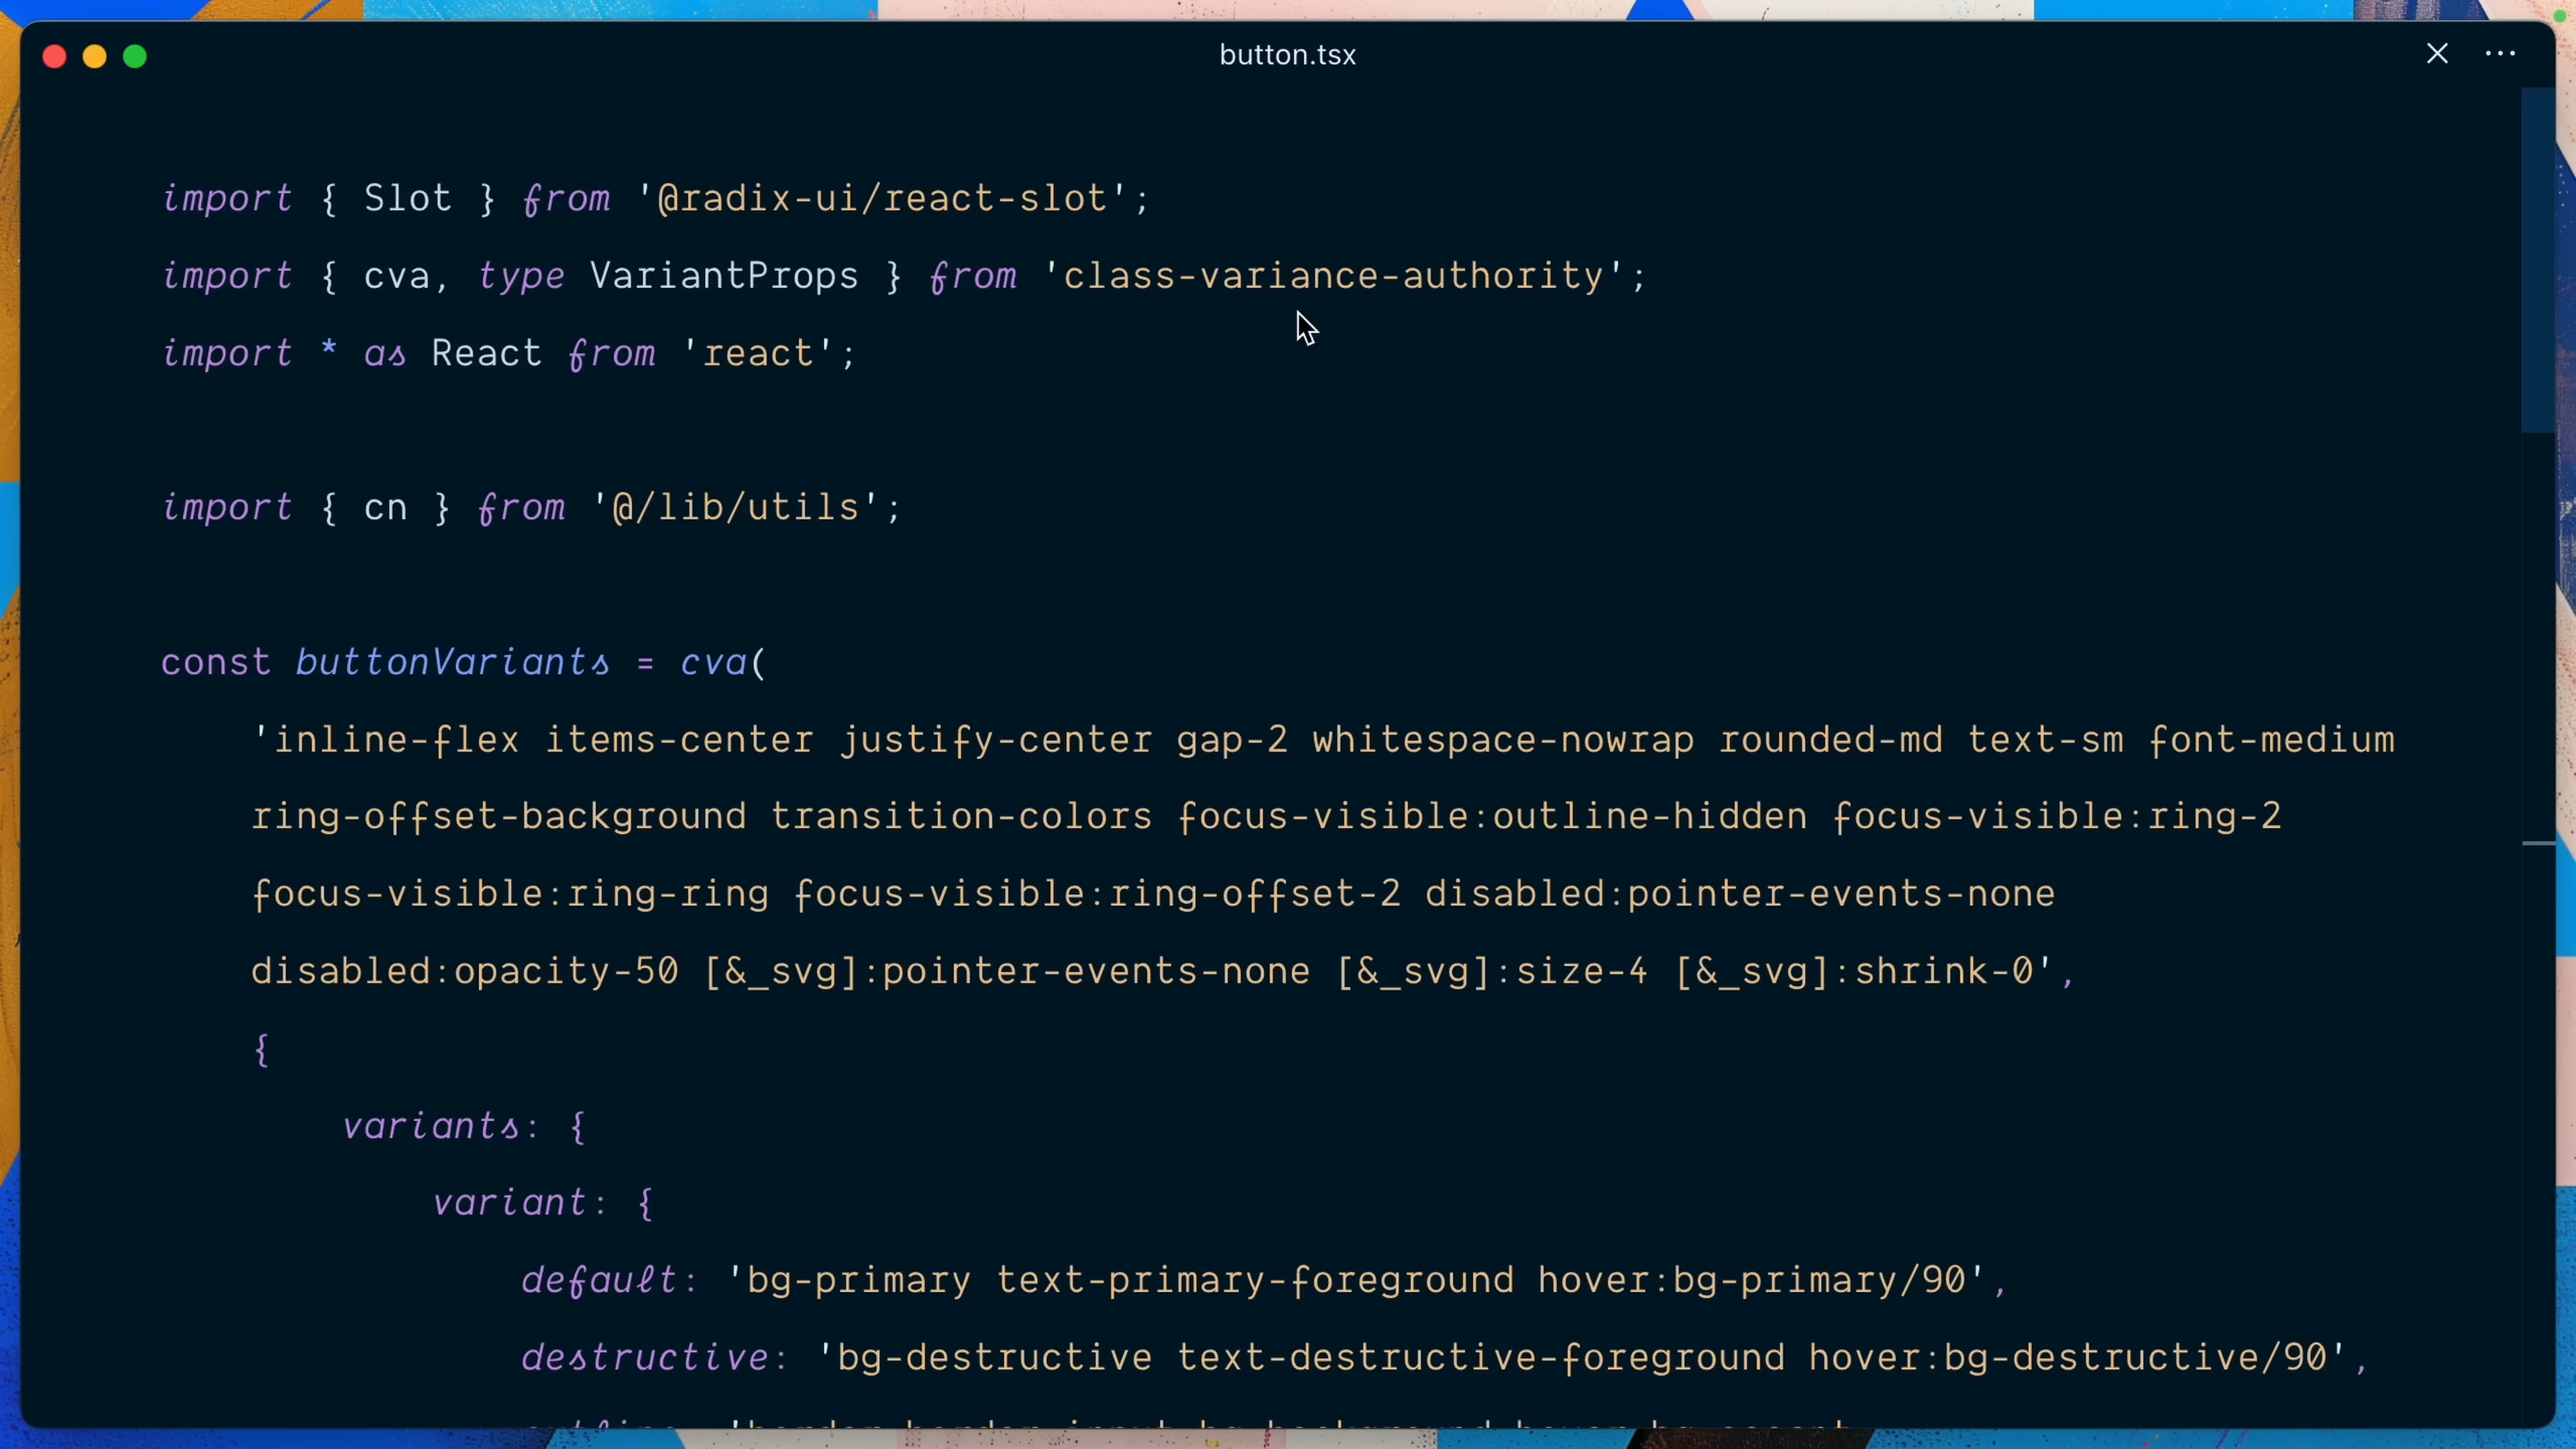 button.tsx
import { Slot } from '@radix-ui/react-slot';
import { cva, type VariantProps } from 'class-variance-authority';
import * as React from 'react';
import { cn } from '@/lib/utils';
const buttonVariants = cva(
'inline-flex items-center justify-center gap-2 whitespace-nowrap rounded-md text-sm font-medium
ring-offset-background transition-colors focus-visible:outline-hidden focus-visible:ring-2
focus-visible:ring-ring focus-visible:ring-offset-2 disabled:pointer-events-none
disabled:opacity-50 [&_svg]:pointer-events-none [&_svg]:size-4 [&_svg]:shrink-0',
{
variants: {
variant: {
default: 'bg-primary text-primary-foreground hover:bg-primary/90',
destructive: 'bg-destructive text-destructive-foreground hover:bg-destructive/90',